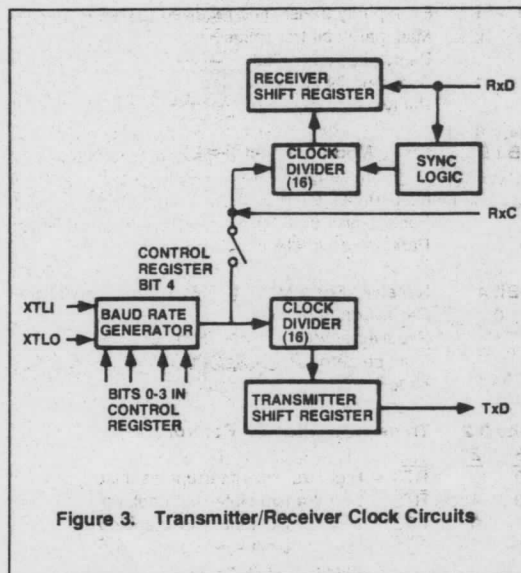 RECEIVER
SHIFT REGISTER
RxD
CLOCK
DIVIDER
(16)
SYNC
LOGIC
RxC
CONTROL
REGISTER
BIT 4
XTLI
XTLO
BAUD RATE
GENERATOR
CLOCK
DIVIDER
(16)
BITS 0-3 IN
CONTROL
REGISTER
TRANSMITTER
SHIFT REGISTER
TxD
Figure 3. Transmitter/Receiver Clock Circuits